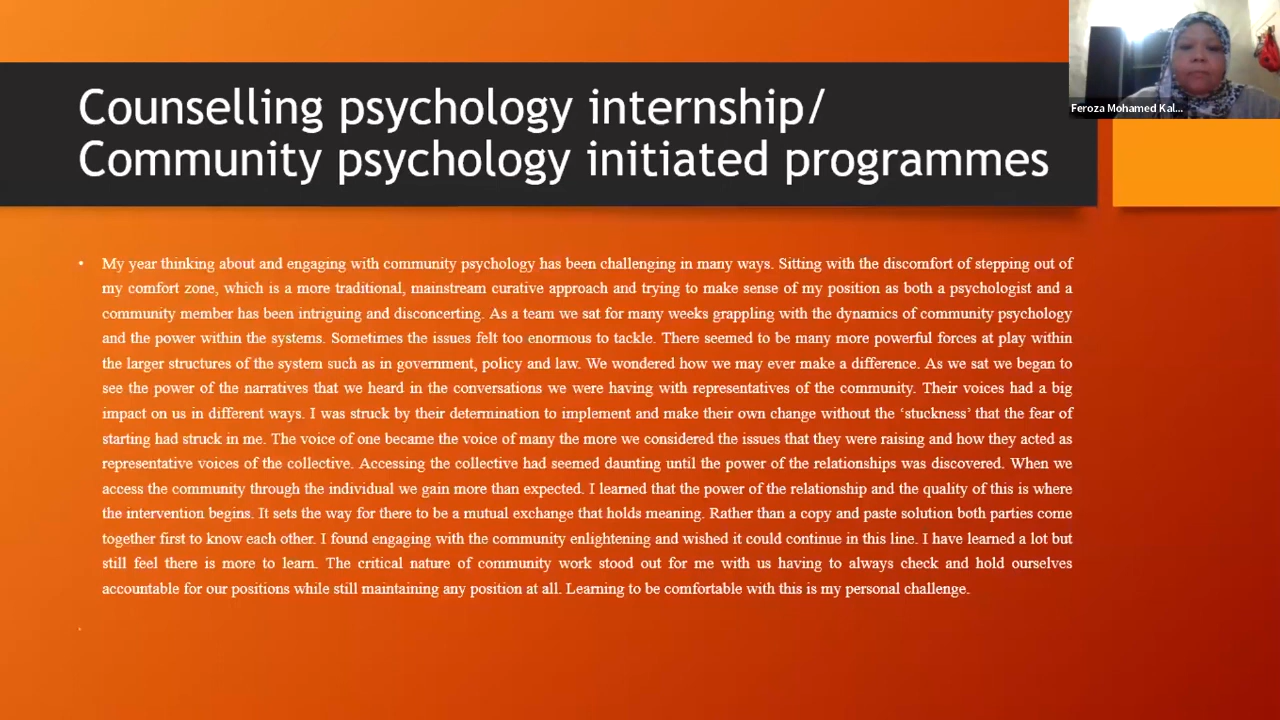 Counselling psychology internship/
Community psychology initiated programmes
Feroza Mohamed Kal...
• My year thinking about and engaging with community psychology has been challenging in many ways. Sitting with the discomfort of stepping out of
my comfort zone, which is a more traditional, mainstream curative approach and trying to make sense of my position as both a psychologist and a
community member has been intriguing and disconcerting. As a team we sat for many weeks grappling with the dynamics of community psychology
and the power within the systems. Sometimes the issues felt too enormous to tackle. There seemed to be many more powerful forces at play within
the larger structures of the system such as in government, policy and law. We wondered how we may ever make a difference. As we sat we began to
see the power of the narratives that we heard in the conversations we were having with representatives of the community. Their voices had a big
impact on us in different ways. I was struck by their determination to implement and make their own change without the ‘stuckness’ that the fear of
starting had struck in me. The voice of one became the voice of many the more we considered the issues that they were raising and how they acted as
representative voices of the collective. Accessing the collective had seemed daunting until the power of the relationships was discovered. When we
access the community through the individual we gain more than expected. I learned that the power of the relationship and the quality of this is where
the intervention begins. It sets the way for there to be a mutual exchange that holds meaning. Rather than a copy and paste solution both parties come
together first to know each other. I found engaging with the community enlightening and wished it could continue in this line. I have learned a lot but
still feel there is more to learn. The critical nature of community work stood out for me with us having to always check and hold ourselves
accountable for our positions while still maintaining any position at all. Learning to be comfortable with this is my personal challenge.